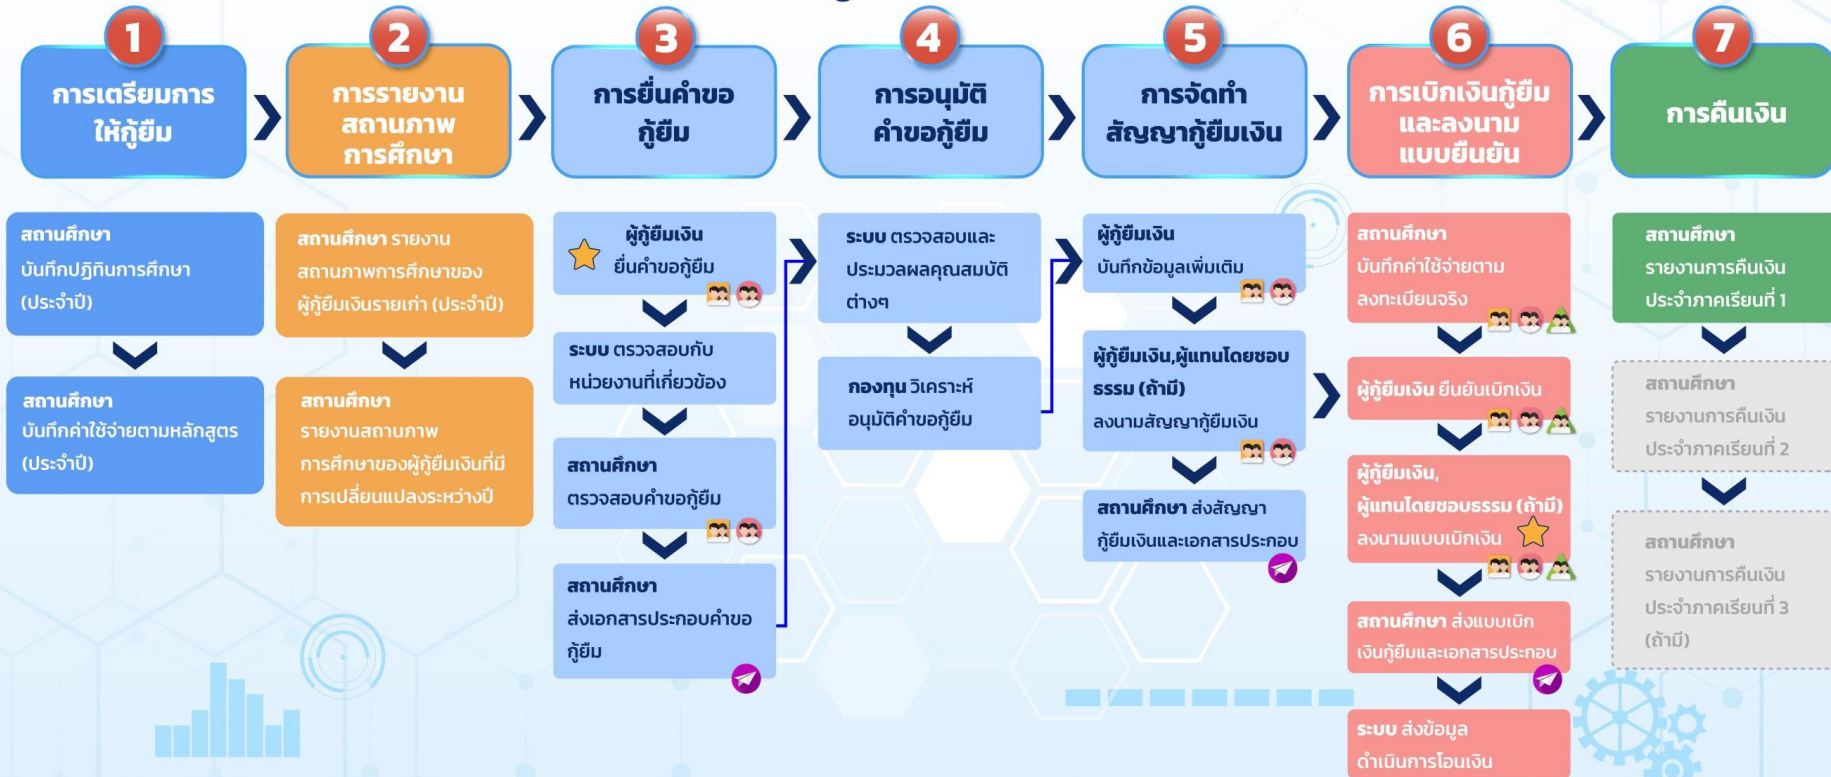 1
การเตรียมการ
ให้กู้ยืม
2
การรายงาน
สถานภาพ
การศึกษา
3
การยื่นคำขอ
กู้ยืม
4
การอนุมัติ
คำขอกู้ยืม
5
การจัดทำ
สัญญากู้ยืมเงิน
6
การเบิกเงินกู้ยืม
และลงนาม
แบบยืนยัน
7
การคืนเงิน
สถานศึกษา
บันทึกปฏิทินการศึกษา
(ประจำปี)
สถานศึกษา
บันทึกค่าใช้จ่ายตามหลักสูตร
(ประจำปี)
สถานศึกษา รายงาน
สถานภาพการศึกษาของ
ผู้กู้ยืมเงินรายเก่า (ประจำปี)
สถานศึกษา
รายงานสถานภาพ
การศึกษาของผู้กู้ยืมเงินที่มี
การเปลี่ยนแปลงระหว่างปี
ผู้กู้ยืมเงิน
ยื่นคำขอกู้ยืม
ระบบ ตรวจสอบกับ
หน่วยงานที่เกี่ยวข้อง
สถานศึกษา
ตรวจสอบคำขอกู้ยืม
สถานศึกษา
ส่งเอกสารประกอบคำขอ
กู้ยืม
ระบบ ตรวจสอบและ
ประมวลผลคุณสมบัติ
ต่างๆ
กองทุน วิเคราะห์
อนุมัติคำขอกู้ยืม
ผู้กู้ยืมเงิน
บันทึกข้อมูลเพิ่มเติม
ผู้กู้ยืมเงิน,ผู้แทนโดยชอบ
ธรรม (ถ้ามี)
ลงนามสัญญากู้ยืมเงิน
สถานศึกษา ส่งสัญญา
กู้ยืมเงินและเอกสารประกอบ
สถานศึกษา
บันทึกค่าใช้จ่ายตาม
ลงทะเบียนจริง
ผู้กู้ยืมเงิน ยืนยันเบิกเงิน
ผู้กู้ยืมเงิน,
ผู้แทนโดยชอบธรรม (ถ้ามี)
ลงนามแบบเบิกเงิน
สถานศึกษา ส่งแบบเบิก
เงินกู้ยืมและเอกสารประกอบ
ระบบ ส่งข้อมูล
ดำเนินการโอนเงิน
สถานศึกษา
รายงานการคืนเงิน
ประจำภาคเรียนที่ 1
สถานศึกษา
รายงานการคืนเงิน
ประจำภาคเรียนที่ 2
สถานศึกษา
รายงานการคืนเงิน
ประจำภาคเรียนที่ 3
(ถ้ามี)